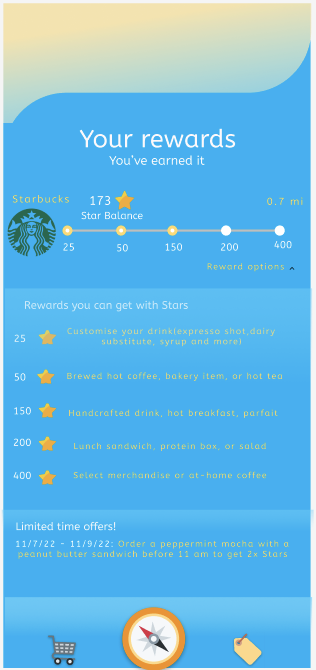 Your rewards
You've earned it
Starbucks 173 0.7 mi
Star Balance
25 50 150 200 400
Reward options
Rewards you can get with Stars
25 Customise your drink(espresso shot,dairy
substitute, syrup and more)
50 Brewed hot coffee, bakery item, or hot tea
150 Handcrafted drink, hot breakfast, parfait
200 Lunch sandwich, protein box, or salad
400 Select merchandise or at-home coffee
Limited time offers!
11/7/22 - 11/9/22: Order a peppermint mocha with a
peanut butter sandwich before 11 am to get 2x Stars